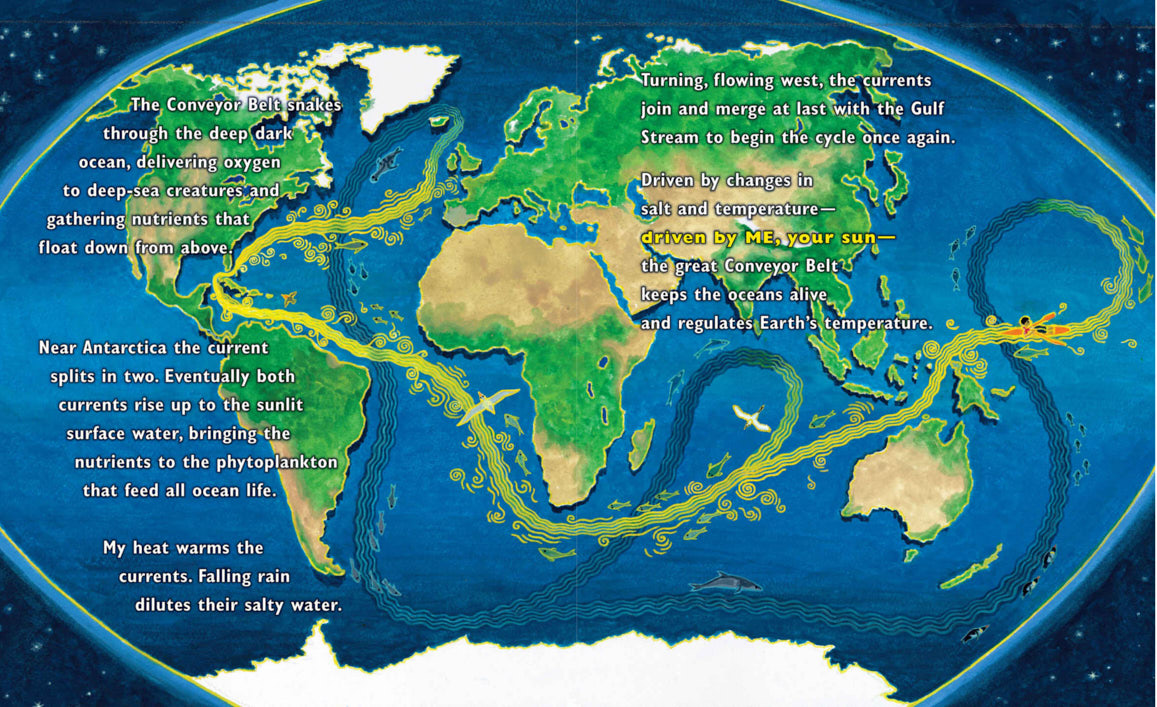 The Conveyor Belt snakes
through the deep dark
ocean, delivering oxygen
to deep-sea creatures and
gathering nutrients that
float down from above.
Near Antarctica the current
splits in two. Eventually both
currents rise up to the sunlit
surface water, bringing the
nutrients to the phytoplankton
that feed all ocean life.
My heat warms the
currents. Falling rain
dilutes their salty water.
Turning, flowing west, the currents
join and merge at last with the Gulf
Stream to begin the cycle once again.
Driven by changes in
salt and temperature—
driven by ME, your sun—
the great Conveyor Belt
keeps the oceans alive
and regulates Earth's temperature.